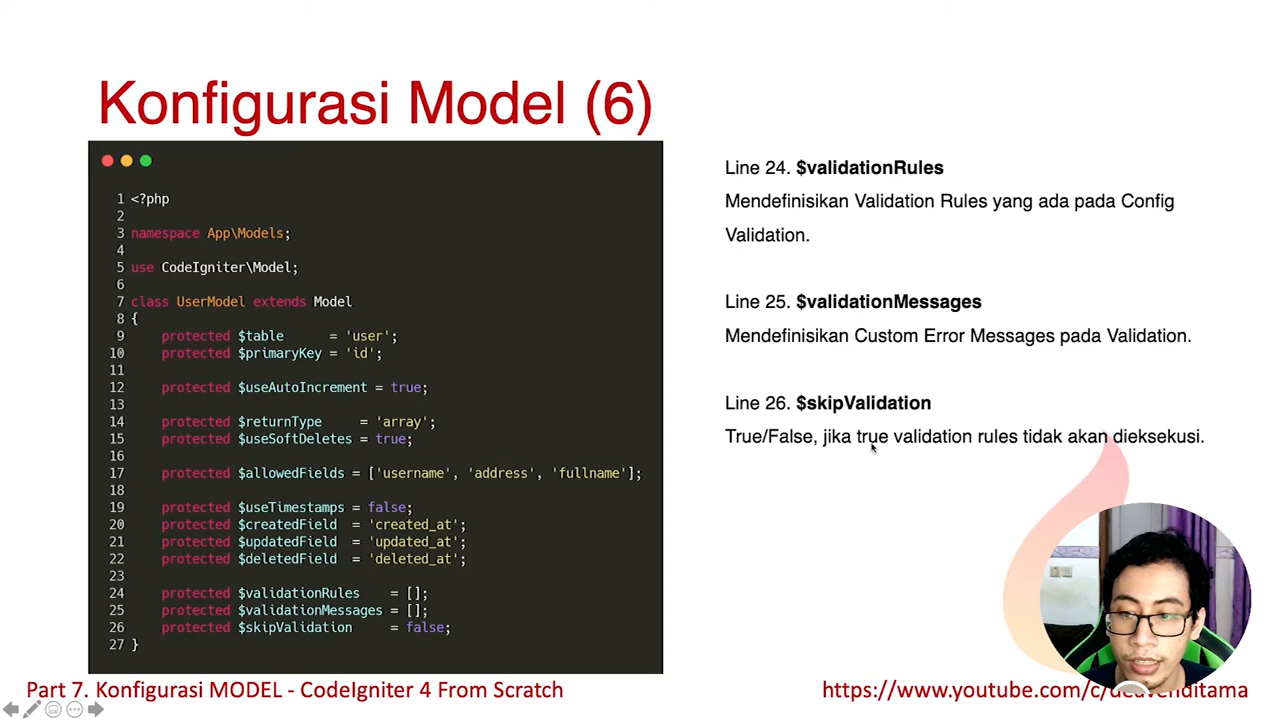 Konfigurasi Model (6)
1 <?php
2
3 namespace App\Models;
4
5 use CodeIgniter\Model;
6
7 class UserModel extends Model
8 {
9 protected $table = 'user';
10 protected $primaryKey = 'id';
11
12 protected $useAutoIncrement = true;
13
14 protected $returnType = 'array';
15 protected $useSoftDeletes = true;
16
17 protected $allowedFields = ['username', 'address', 'fullname'];
18
19 protected $useTimestamps = false;
20 protected $createdField = 'created_at';
21 protected $updatedField = 'updated_at';
22 protected $deletedField = 'deleted_at';
23
24 protected $validationRules = [];
25 protected $validationMessages = [];
26 protected $skipValidation = false;
27 }
Line 24. $validationRules
Mendefinisikan Validation Rules yang ada pada Config
Validation.
Line 25. $validationMessages
Mendefinisikan Custom Error Messages pada Validation.
Line 26. $skipValidation
True/False, jika true validation rules tidak akan dieksekusi.
Part 7. Konfigurasi MODEL - CodeIgniter 4 From Scratch
https://www.youtube.com/c/deavenditama